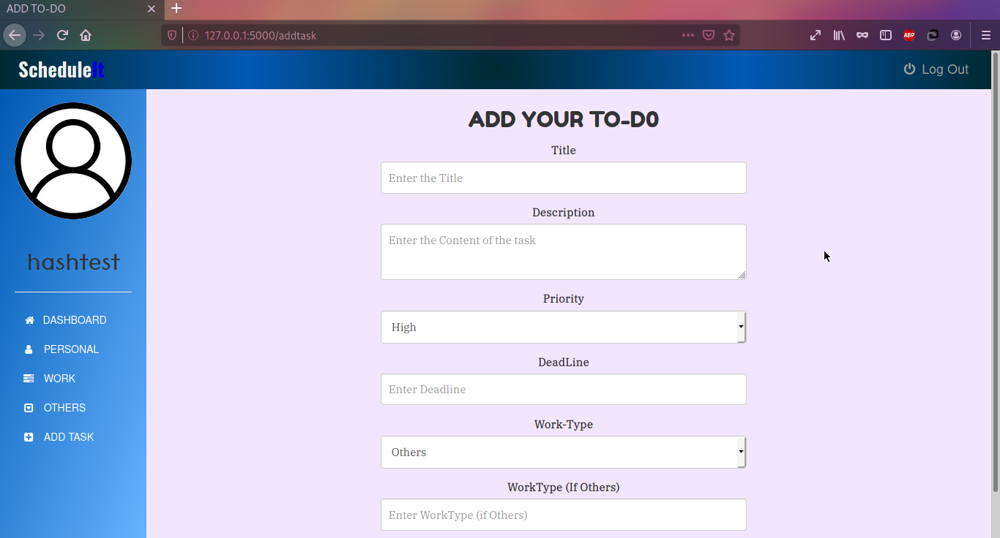 ADD TO-DO
127.0.0.1:5000/addtask
ABP
ScheduleIt
Log Out
hashtest
DASHBOARD
PERSONAL
WORK
OTHERS
ADD TASK
ADD YOUR TO-D0
Title
Enter the Title
Description
Enter the Content of the task
Priority
High
DeadLine
Enter Deadline
Work-Type
Others
WorkType (If Others)
Enter WorkType (if Others)